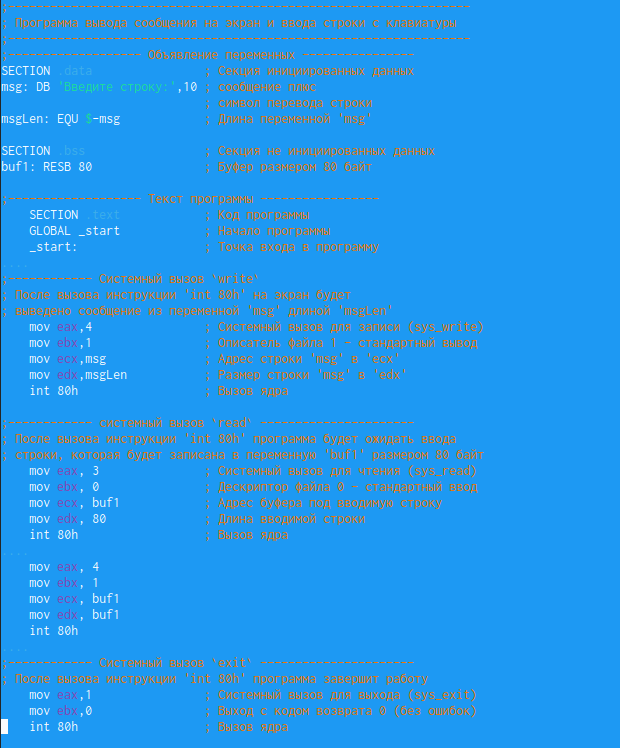 ;------------------------------------------------------------------
; Программа вывода сообщения на экран и ввода строки с клавиатуры
;------------------------------------------------------------------
;------------------- Объявление переменных ----------------
SECTION .data ; Секция инициированных данных
msg: DB 'Введите строку:',10 ; сообщение плюс
; символ перевода строки
msgLen: EQU $-msg ; Длина переменной 'msg'
SECTION .bss ; Секция не инициированных данных
buf1: RESB 80 ; Буфер размером 80 байт
;------------------- Текст программы -----------------
SECTION .text ; Код программы
GLOBAL _start ; Начало программы
_start: ; Точка входа в программу
----
;------------ Системный вызов `write`
; После вызова инструкции 'int 80h' на экран будет
; выведено сообщение из переменной 'msg' длиной 'msgLen'
mov eax,4 ; Системный вызов для записи (sys_write)
mov ebx,1 ; Описатель файла 1 - стандартный вывод
mov ecx,msg ; Адрес строки 'msg' в 'ecx'
mov edx,msgLen ; Размер строки 'msg' в 'edx'
int 80h ; Вызов ядра
;------------ системный вызов `read` ----------------------
; После вызова инструкции 'int 80h' программа будет ожидать ввода
; строки, которая будет записана в переменную 'buf1' размером 80 байт
mov eax, 3 ; Системный вызов для чтения (sys_read)
mov ebx, 0 ; Дескриптор файла 0 - стандартный ввод
mov ecx, buf1 ; Адрес буфера под вводимую строку
mov edx, 80 ; Длина вводимой строки
int 80h ; Вызов ядра
----
mov eax, 4
mov ebx, 1
mov ecx, buf1
mov edx, buf1
int 80h
----
;------------ Системный вызов `exit` ----------------------
; После вызова инструкции 'int 80h' программа завершит работу
mov eax,1 ; Системный вызов для выхода (sys_exit)
mov ebx,0 ; Выход с кодом возврата 0 (без ошибок)
int 80h ; Вызов ядра